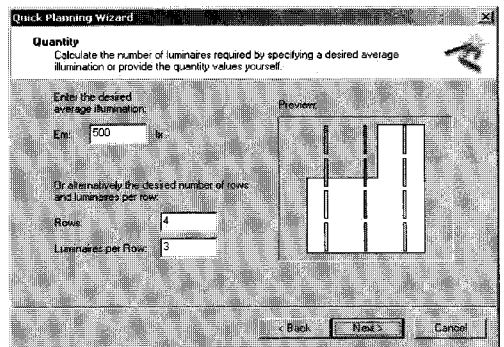 Quick Planning Wizard
Quantity
Calculate the number of luminaires required by specifying a desired average
illumination or provide the quantity values yourself.
Enter the desired
average illumination:
Em: 500 lx
Or alternatively the desired number of rows
and luminaires per row:
Rows: 4
Luminaires per Row: 3
Preview:
< Back
Next >
Cancel